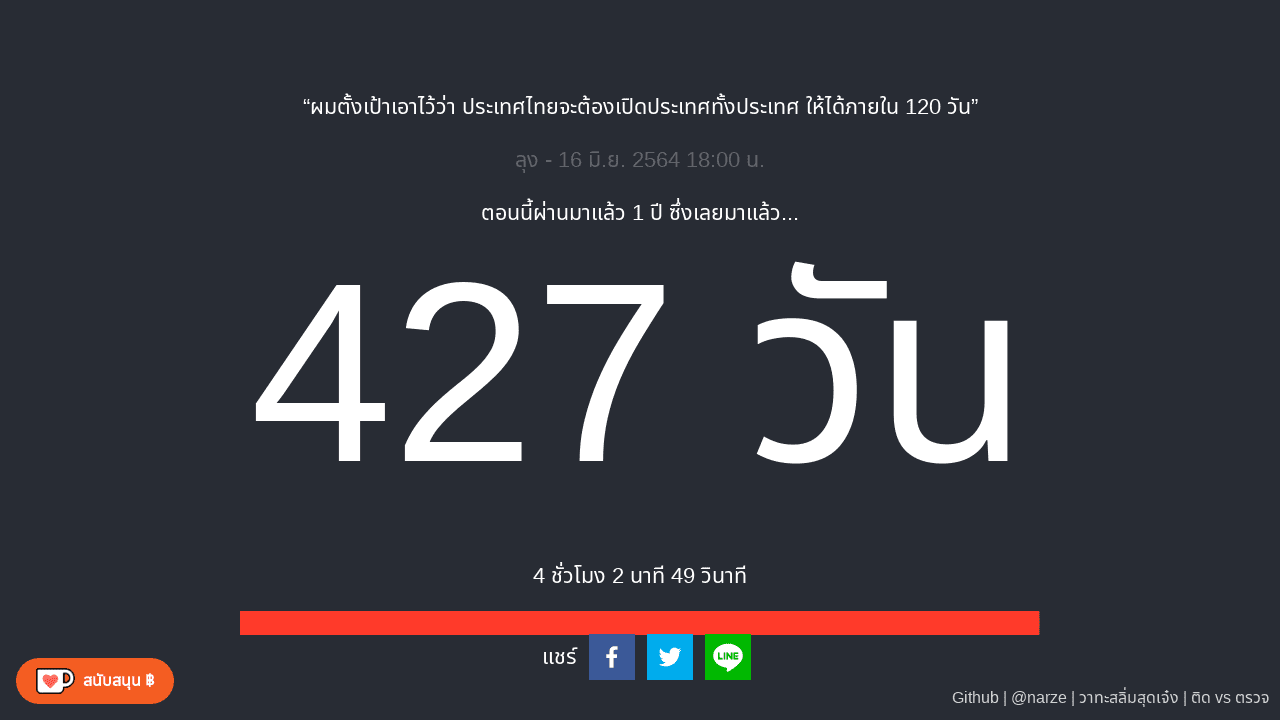 “ผมตั้งเป้าเอาไว้ว่า ประเทศไทยจะต้องเปิดประเทศทั้งประเทศ ให้ได้ภายใน 120 วัน”
ลุง - 16 มิ.ย. 2564 18:00 น.
ตอนนี้ผ่านมาแล้ว 1 ปี ซึ่งเลยมาแล้ว...
427 วัน
4 ชั่วโมง 2 นาที 49 วินาที
แชร์
LINE
สนับสนุน ฿
Github | @narze | วาทะสลิ่มสุดเจ๋ง | ติด vs ตรวจ